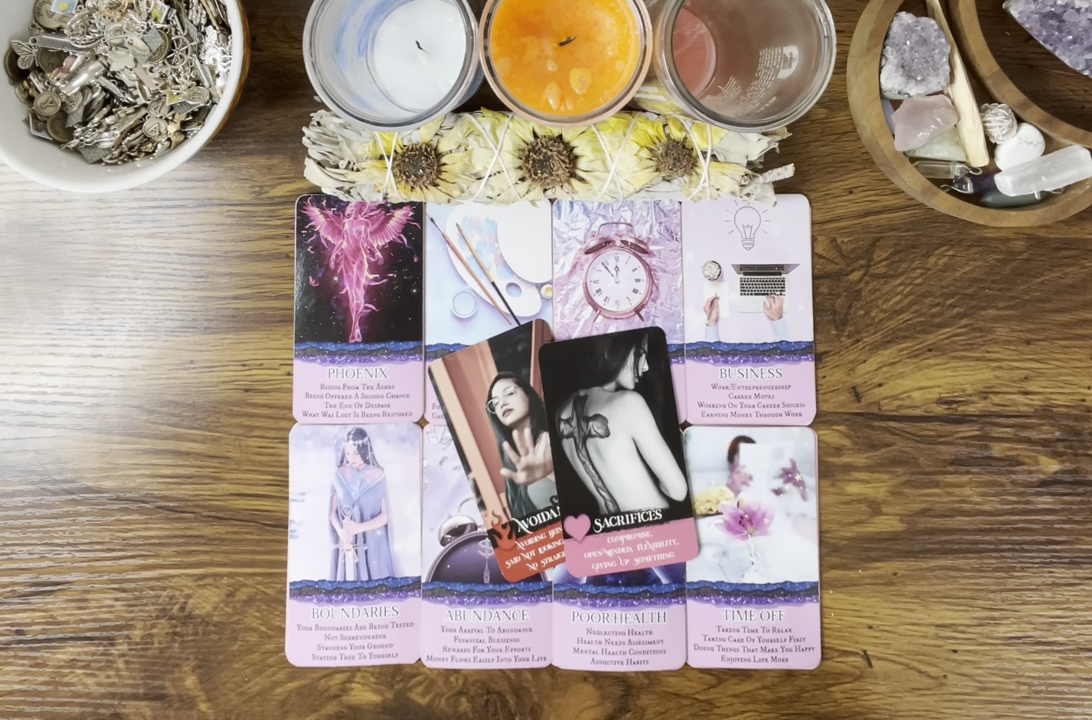 PHOENIX
RISING FROM THE ASHES
BEING OFFERED A SECOND CHANCE
THE END OF DESPAIR
WHAT WAS LOST IS BEING RESTORED
BUSINESS
WORK/ENTREPRENEURSHIP
CAREER MOVES
WORKING ON YOUR CAREER SUCCESS
EARNING MONEY THROUGH WORK
SACRIFICES
COMPROMISE,
OPEN-MINDED, FLEXIBILITY,
GIVING UP SOMETHING
AVOIDA
AVOIDING
SAID NOT LOOKING
NO
BOUNDARIES
YOUR BOUNDARIES ARE BEING TESTED
NOT SURRENDERING
STANDING YOUR GROUND
STAYING TRUE TO YOURSELF
ABUNDANCE
YOUR ARRIVAL TO ABUNDANCE
FINANCIAL BLESSINGS
REWARDS FOR YOUR EFFORTS
MONEY FLOWS EASILY INTO YOUR LIFE
POOR HEALTH
NEGLECTING HEALTH
HEALTH NEEDS ASSESSMENT
MENTAL HEALTH CONDITIONS
ADDICTIVE HABITS
TIME OFF
TAKING TIME TO RELAX
TAKING CARE OF YOURSELF FIRST
DOING THINGS THAT MAKE YOU HAPPY
ENJOYING LIFE MORE